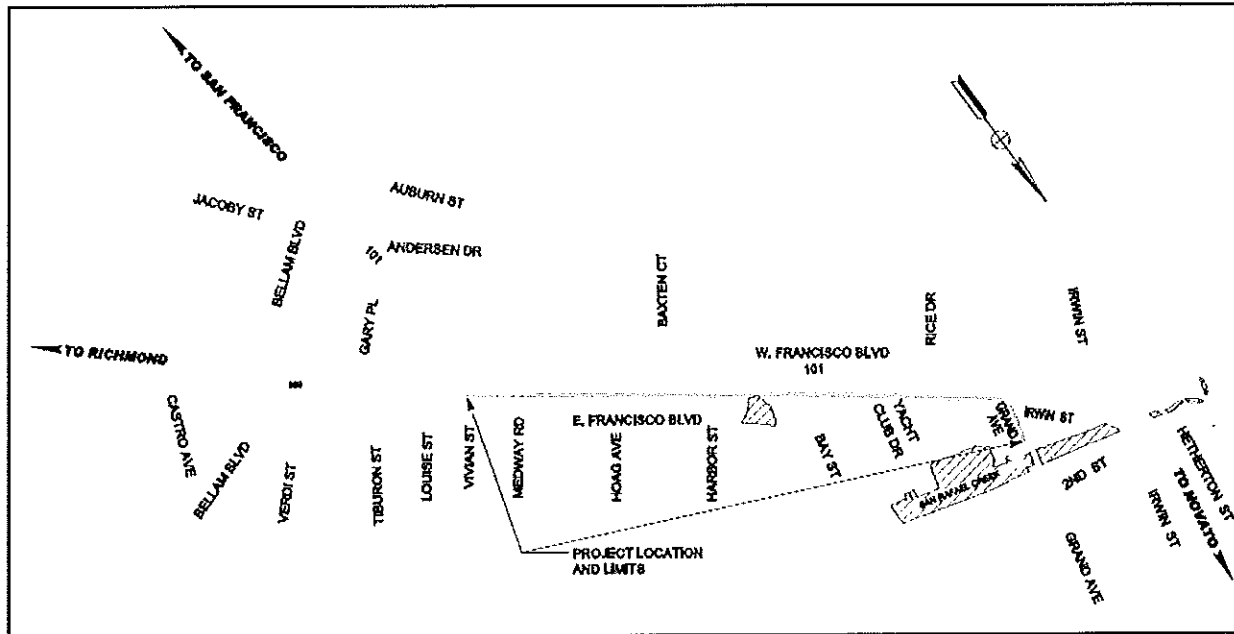 TO SAN FRANCISCO
JACOBY ST
AUBURN ST
BELLAM BLVD
101
ANDERSEN DR
GARY PL
BAXTEN CT
RICE DR
IRWIN ST
TO RICHMOND
W. FRANCISCO BLVD
101
CASTRO AVE
BELLAM BLVD
VERDI ST
TIBURON ST
LOUISE ST
VIVIAN ST
MEDWAY RD
E. FRANCISCO BLVD
HOAG AVE
HARBOR ST
BAY ST
YACHT
CLUB DR
GRAND
AVE
IRWIN ST
SAN RAFAEL CREEK
2ND ST
HETHERTON ST
TO NOVATO
IRWIN ST
GRAND AVE
PROJECT LOCATION
AND LIMITS